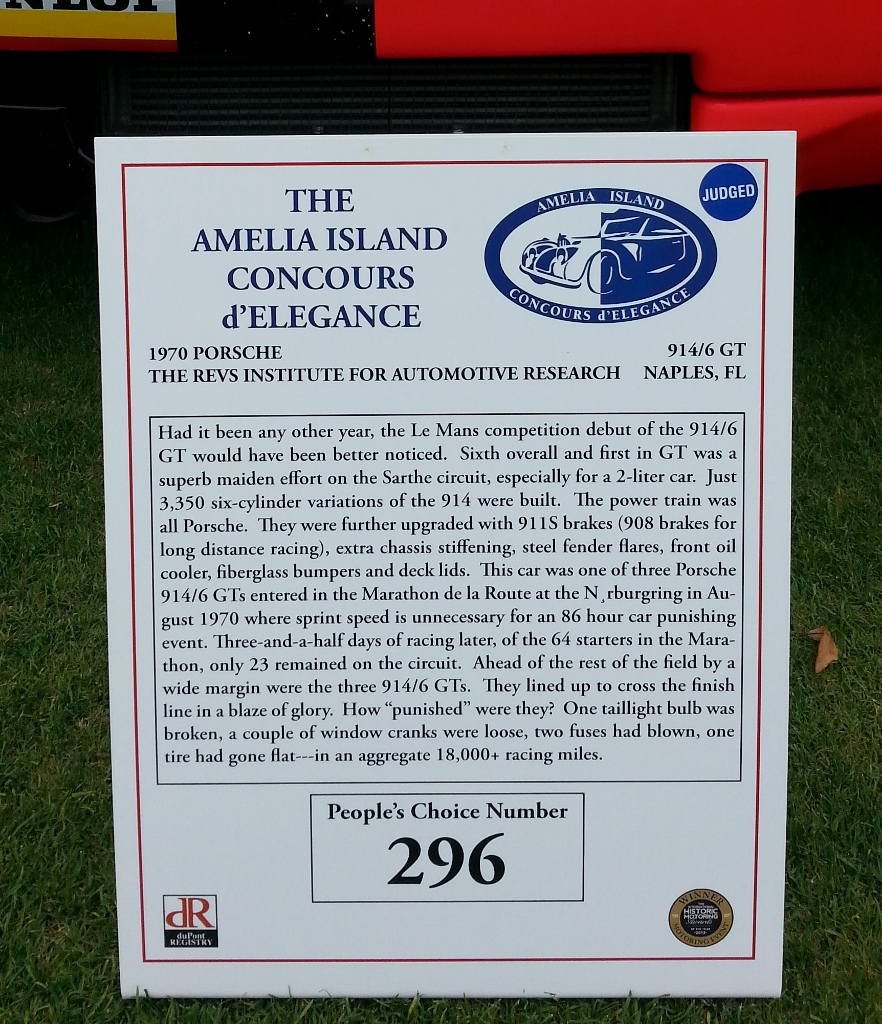 THE
AMELIA ISLAND
CONCOURS
d'ELEGANCE
AMELIA ISLAND
CONCOURS d'ELEGANCE
JUDGED
1970 PORSCHE 914/6 GT
THE REVS INSTITUTE FOR AUTOMOTIVE RESEARCH NAPLES, FL
Had it been any other year, the Le Mans competition debut of the 914/6
GT would have been better noticed. Sixth overall and first in GT was a
superb maiden effort on the Sarthe circuit, especially for a 2-liter car. Just
3,350 six-cylinder variations of the 914 were built. The power train was
all Porsche. They were further upgraded with 911S brakes (908 brakes for
long distance racing), extra chassis stiffening, steel fender flares, front oil
cooler, fiberglass bumpers and deck lids. This car was one of three Porsche
914/6 GTs entered in the Marathon de la Route at the N¸rburgring in Au-
gust 1970 where sprint speed is unnecessary for an 86 hour car punishing
event. Three-and-a-half days of racing later, of the 64 starters in the Mara-
thon, only 23 remained on the circuit. Ahead of the rest of the field by a
wide margin were the three 914/6 GTs. They lined up to cross the finish
line in a blaze of glory. How “punished” were they? One taillight bulb was
broken, a couple of window cranks were loose, two fuses had blown, one
tire had gone flat---in an aggregate 18,000+ racing miles.
People's Choice Number
296
dR
duPont
REGISTRY
WINNER
HISTORIC
MOTORING
Awards
MOTORING EVENT